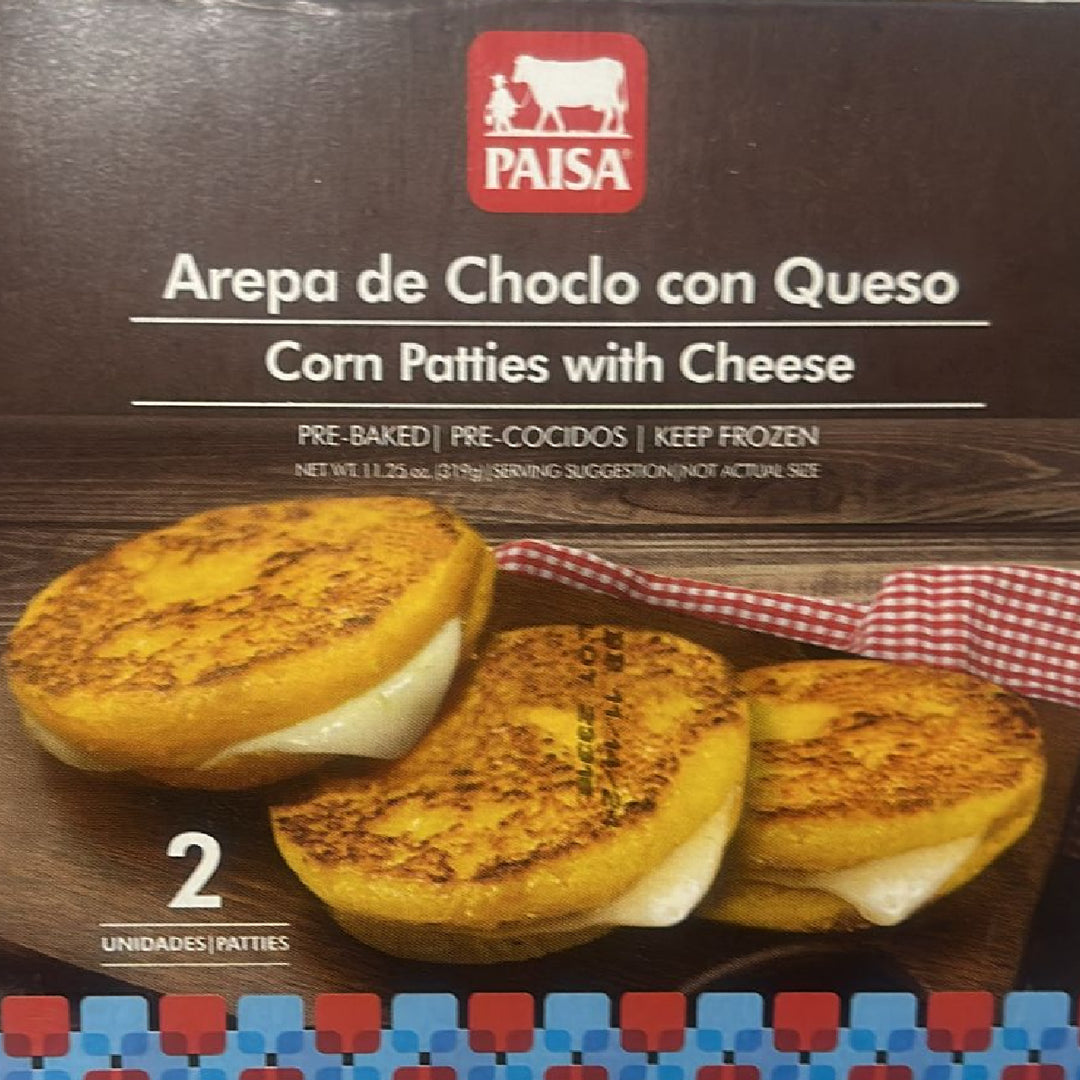 PAISA®
Arepa de Choclo con Queso
Corn Patties with Cheese
PRE-BAKED | PRE-COCIDOS | KEEP FROZEN
NET WT. 11.25 oz. (319g) | SERVING SUGGESTION | NOT ACTUAL SIZE
2
UNIDADES | PATTIES